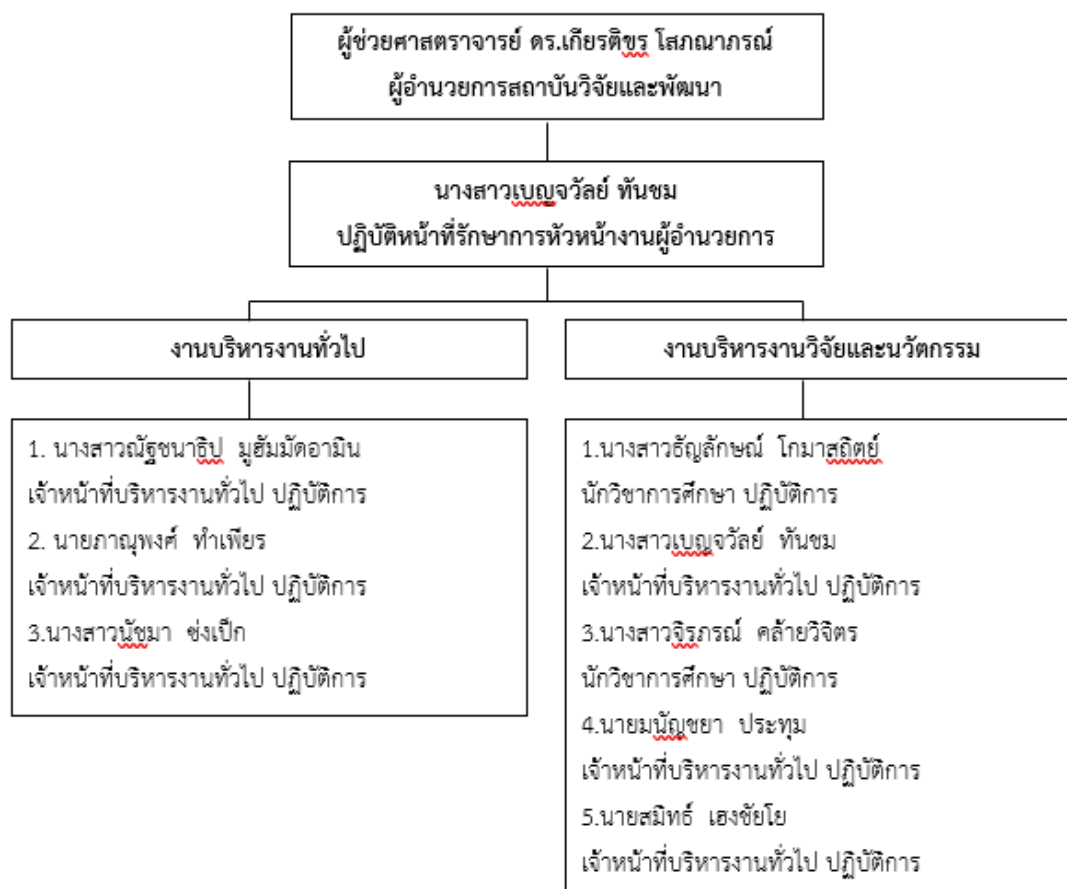 ผู้ช่วยศาสตราจารย์ ดร.เกียรติขร โสภณาภรณ์
ผู้อำนวยการสถาบันวิจัยและพัฒนา
นางสาวเบญจวัลย์ ทันชม
ปฏิบัติหน้าที่รักษาการหัวหน้างานผู้อำนวยการ
งานบริหารงานทั่วไป
1. นางสาวณัฐชนาธิป มูฮัมมัดอามิน
เจ้าหน้าที่บริหารงานทั่วไป ปฏิบัติการ
2. นายภาณุพงศ์ ทำเพียร
เจ้าหน้าที่บริหารงานทั่วไป ปฏิบัติการ
3.นางสาวนัชมา ช่งเป็ก
เจ้าหน้าที่บริหารงานทั่วไป ปฏิบัติการ
งานบริหารงานวิจัยและนวัตกรรม
1.นางสาวธัญลักษณ์ โกมาสถิตย์
นักวิชาการศึกษา ปฏิบัติการ
2.นางสาวเบญจวัลย์ ทันชม
เจ้าหน้าที่บริหารงานทั่วไป ปฏิบัติการ
3.นางสาวจิรภรณ์ คล้ายวิจิตร
นักวิชาการศึกษา ปฏิบัติการ
4.นายมนัญชยา ประทุม
เจ้าหน้าที่บริหารงานทั่วไป ปฏิบัติการ
5.นายสมิทธ์ เฮงชัยโย
เจ้าหน้าที่บริหารงานทั่วไป ปฏิบัติการ